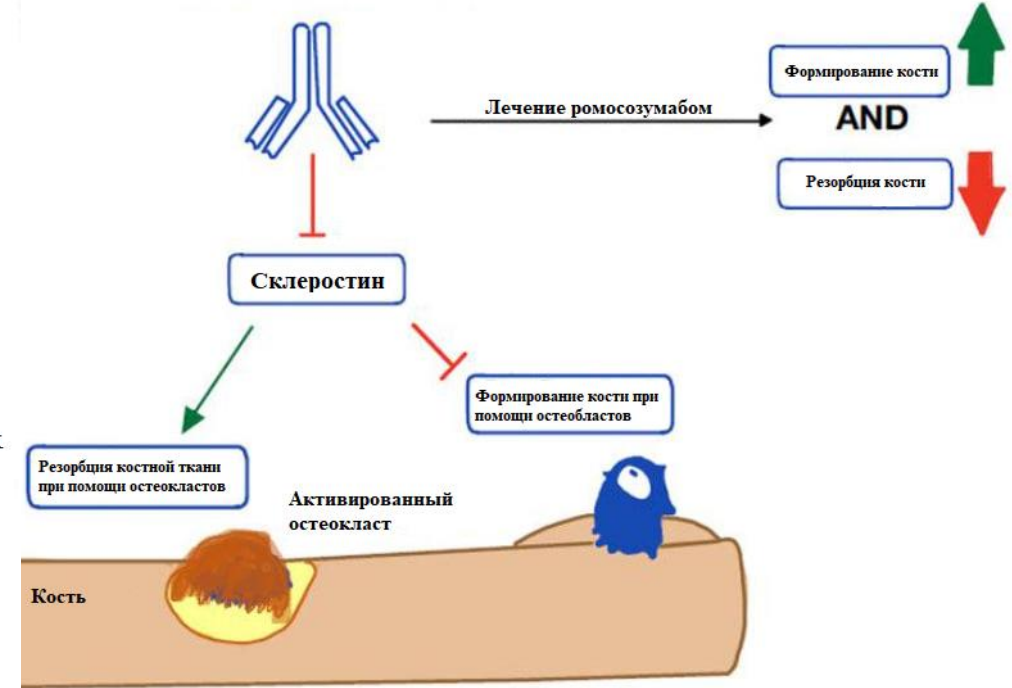 Формирование кости
Лечение ромосозумабом
AND
Резорбция кости
Склеростин
Формирование кости при
помощи остеобластов
к
Резорбция костной ткани
при помощи остеокластов
Активированный
остеокласт
Кость